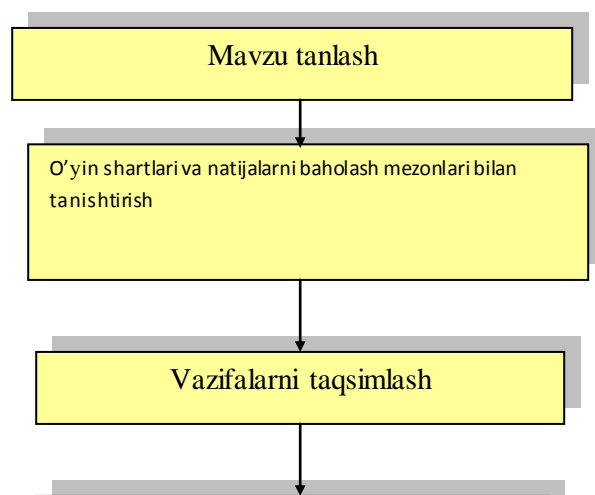 Mavzu tanlash
O’yin shartlari va natijalarni baholash mezonlari bilan
tanishtirish
Vazifalarni taqsimlash